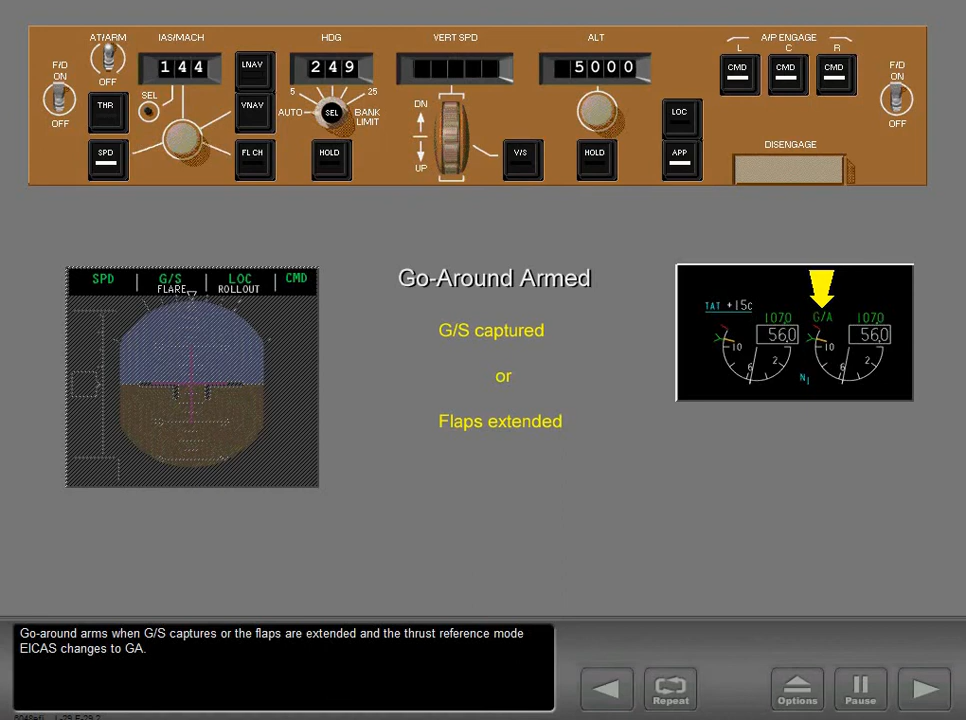 AT/ARM IAS/MACH HDG VERT SPD ALT A/P ENGAGE
L C R
F/D
ON
OFF
OFF
144
LNAV
249
5000
CMD CMD CMD
F/D
ON
OFF
SEL
THR
VNAV
5 25
AUTO
SEL
BANK
LIMIT
DN
UP
LOC
SPD
FL CH
HOLD
V/S
HOLD
APP
DISENGAGE
SPD G/S LOC CMD
FLARE ROLLOUT
Go-Around Armed
G/S captured
or
Flaps extended
TAT +15c
107.0 G/A 107.0
56.0 56.0
10 6 2 10 6 2
N1
Go-around arms when G/S captures or the flaps are extended and the thrust reference mode
EICAS changes to GA.
Repeat
Options
Pause